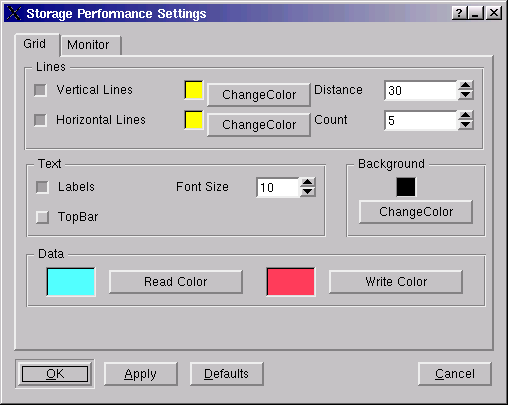 Storage Performance Settings
Grid Monitor
Lines
Vertical Lines ChangeColor Distance 30
Horizontal Lines ChangeColor Count 5
Text Background
Labels Font Size 10
TopBar ChangeColor
Data
Read Color Write Color
OK Apply Defaults Cancel